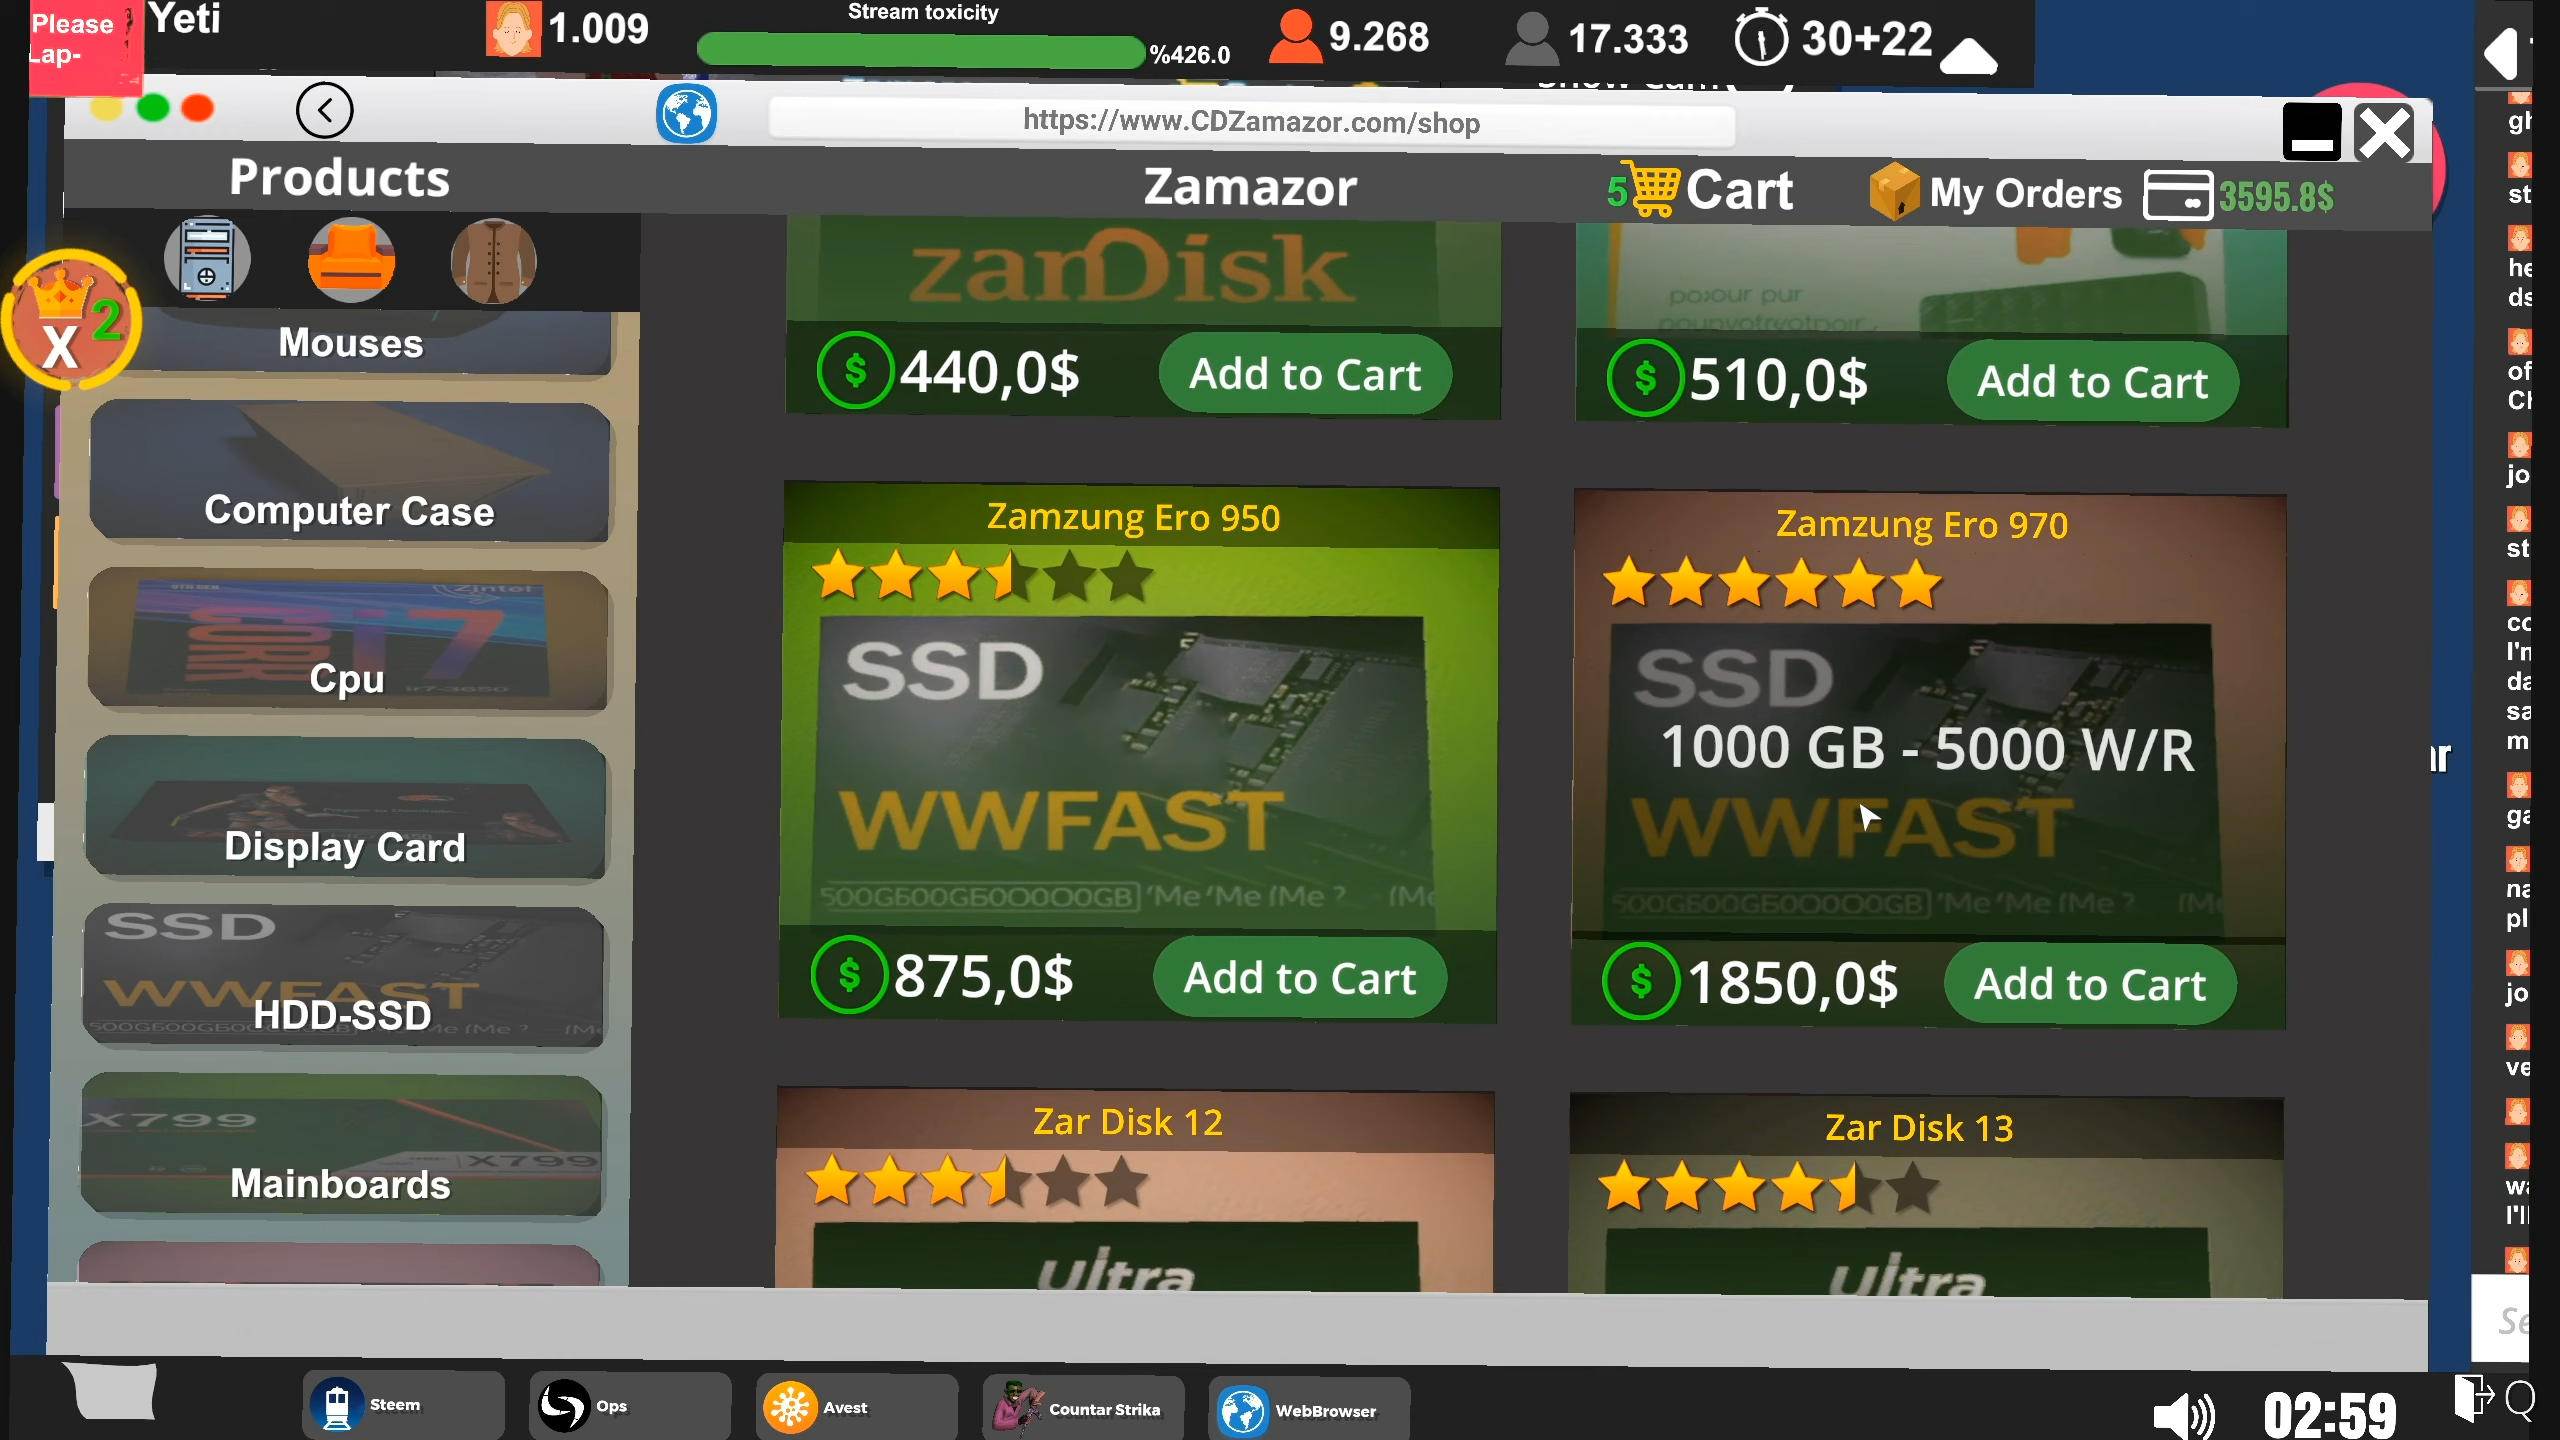 Please
Lap-
Yeti
1.009
Stream toxicity
%426.0
9.268
17.333
30+22
https://www.CDZamazor.com/shop
Products
Zamazor
5 Cart
My Orders
3595.8$
X 2
Mouses
Computer Case
Cpu
Display Card
SSD
WWFAST
HDD-SSD
X799
X799
Mainboards
zanDisk
440,0$
Add to Cart
510,0$
Add to Cart
Zamzung Ero 950
SSD
WWFAST
875,0$
Add to Cart
Zamzung Ero 970
SSD
1000 GB - 5000 W/R
WWFAST
1850,0$
Add to Cart
Zar Disk 12
ultra
Zar Disk 13
ultra
Steem
Ops
Avest
Countar Strika
WebBrowser
02:59
Q